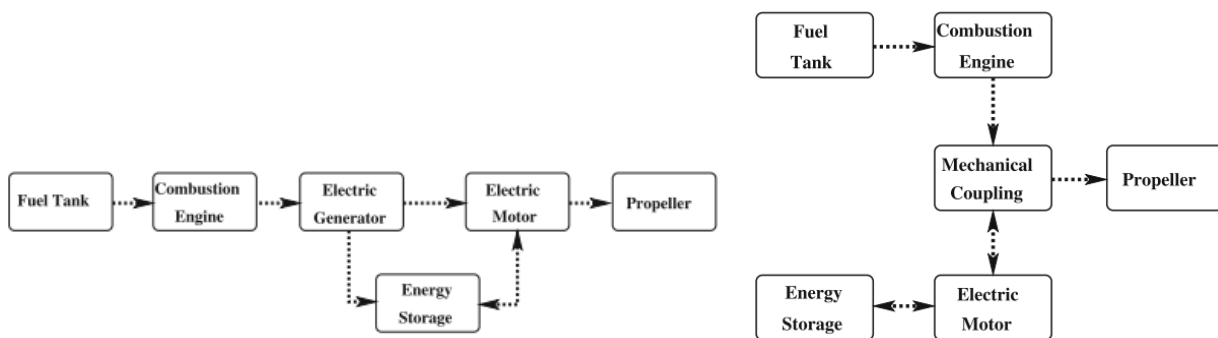 Fuel Tank
Combustion
Engine
Electric
Generator
Electric
Motor
Propeller
Energy
Storage
Fuel
Tank
Combustion
Engine
Mechanical
Coupling
Propeller
Energy
Storage
Electric
Motor